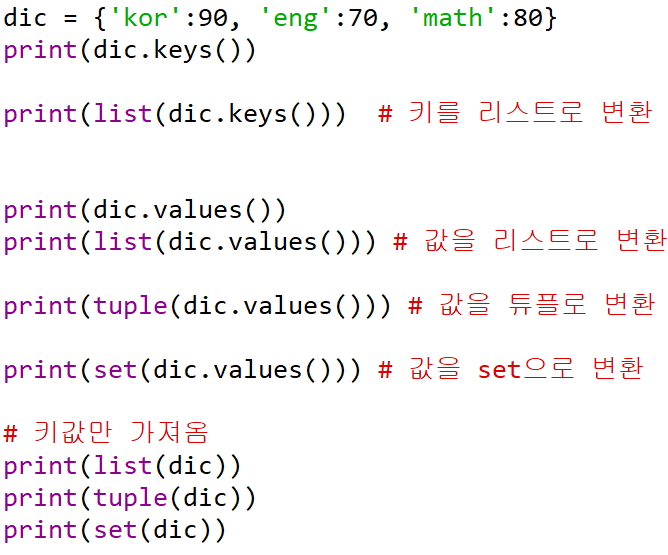 dic = {'kor':90, 'eng':70, 'math':80}
print(dic.keys())
print(list(dic.keys()))  # 키를 리스트로 변환
print(dic.values())
print(list(dic.values())) # 값을 리스트로 변환
print(tuple(dic.values())) # 값을 튜플로 변환
print(set(dic.values())) # 값을 set으로 변환
# 키값만 가져옴
print(list(dic))
print(tuple(dic))
print(set(dic))